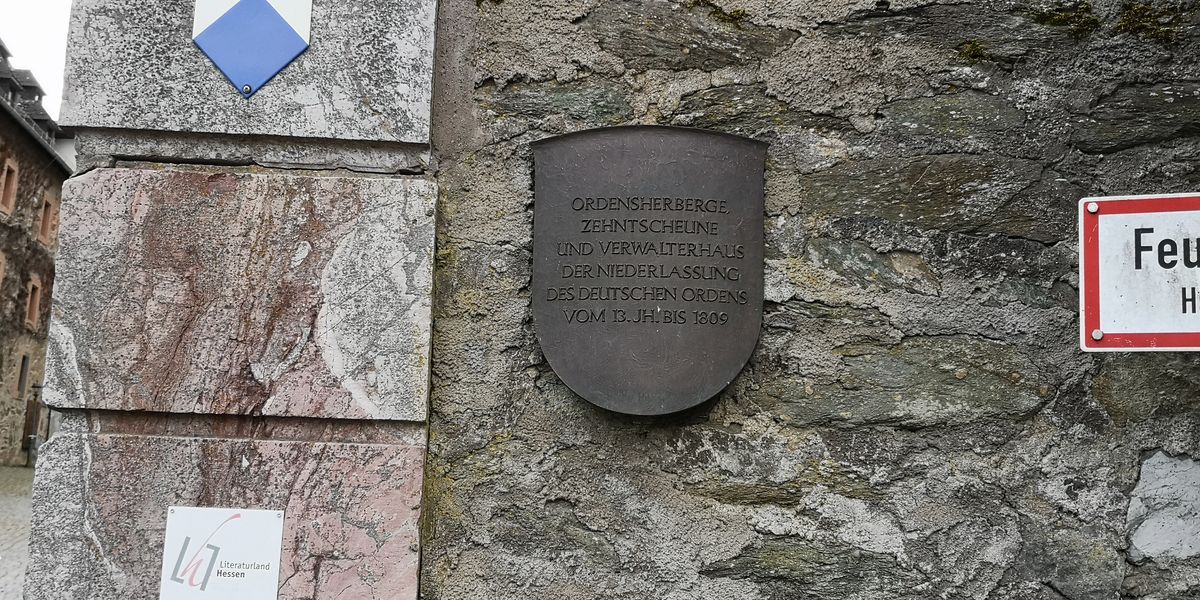 ORDENSHERBERGE,
ZEHNTSCHEUNE
UND VERWALTERHAUS
DER NIEDERLASSUNG
DES DEUTSCHEN ORDENS
VOM 13. JH. BIS 1809
Feu
H
Literaturland
Hessen